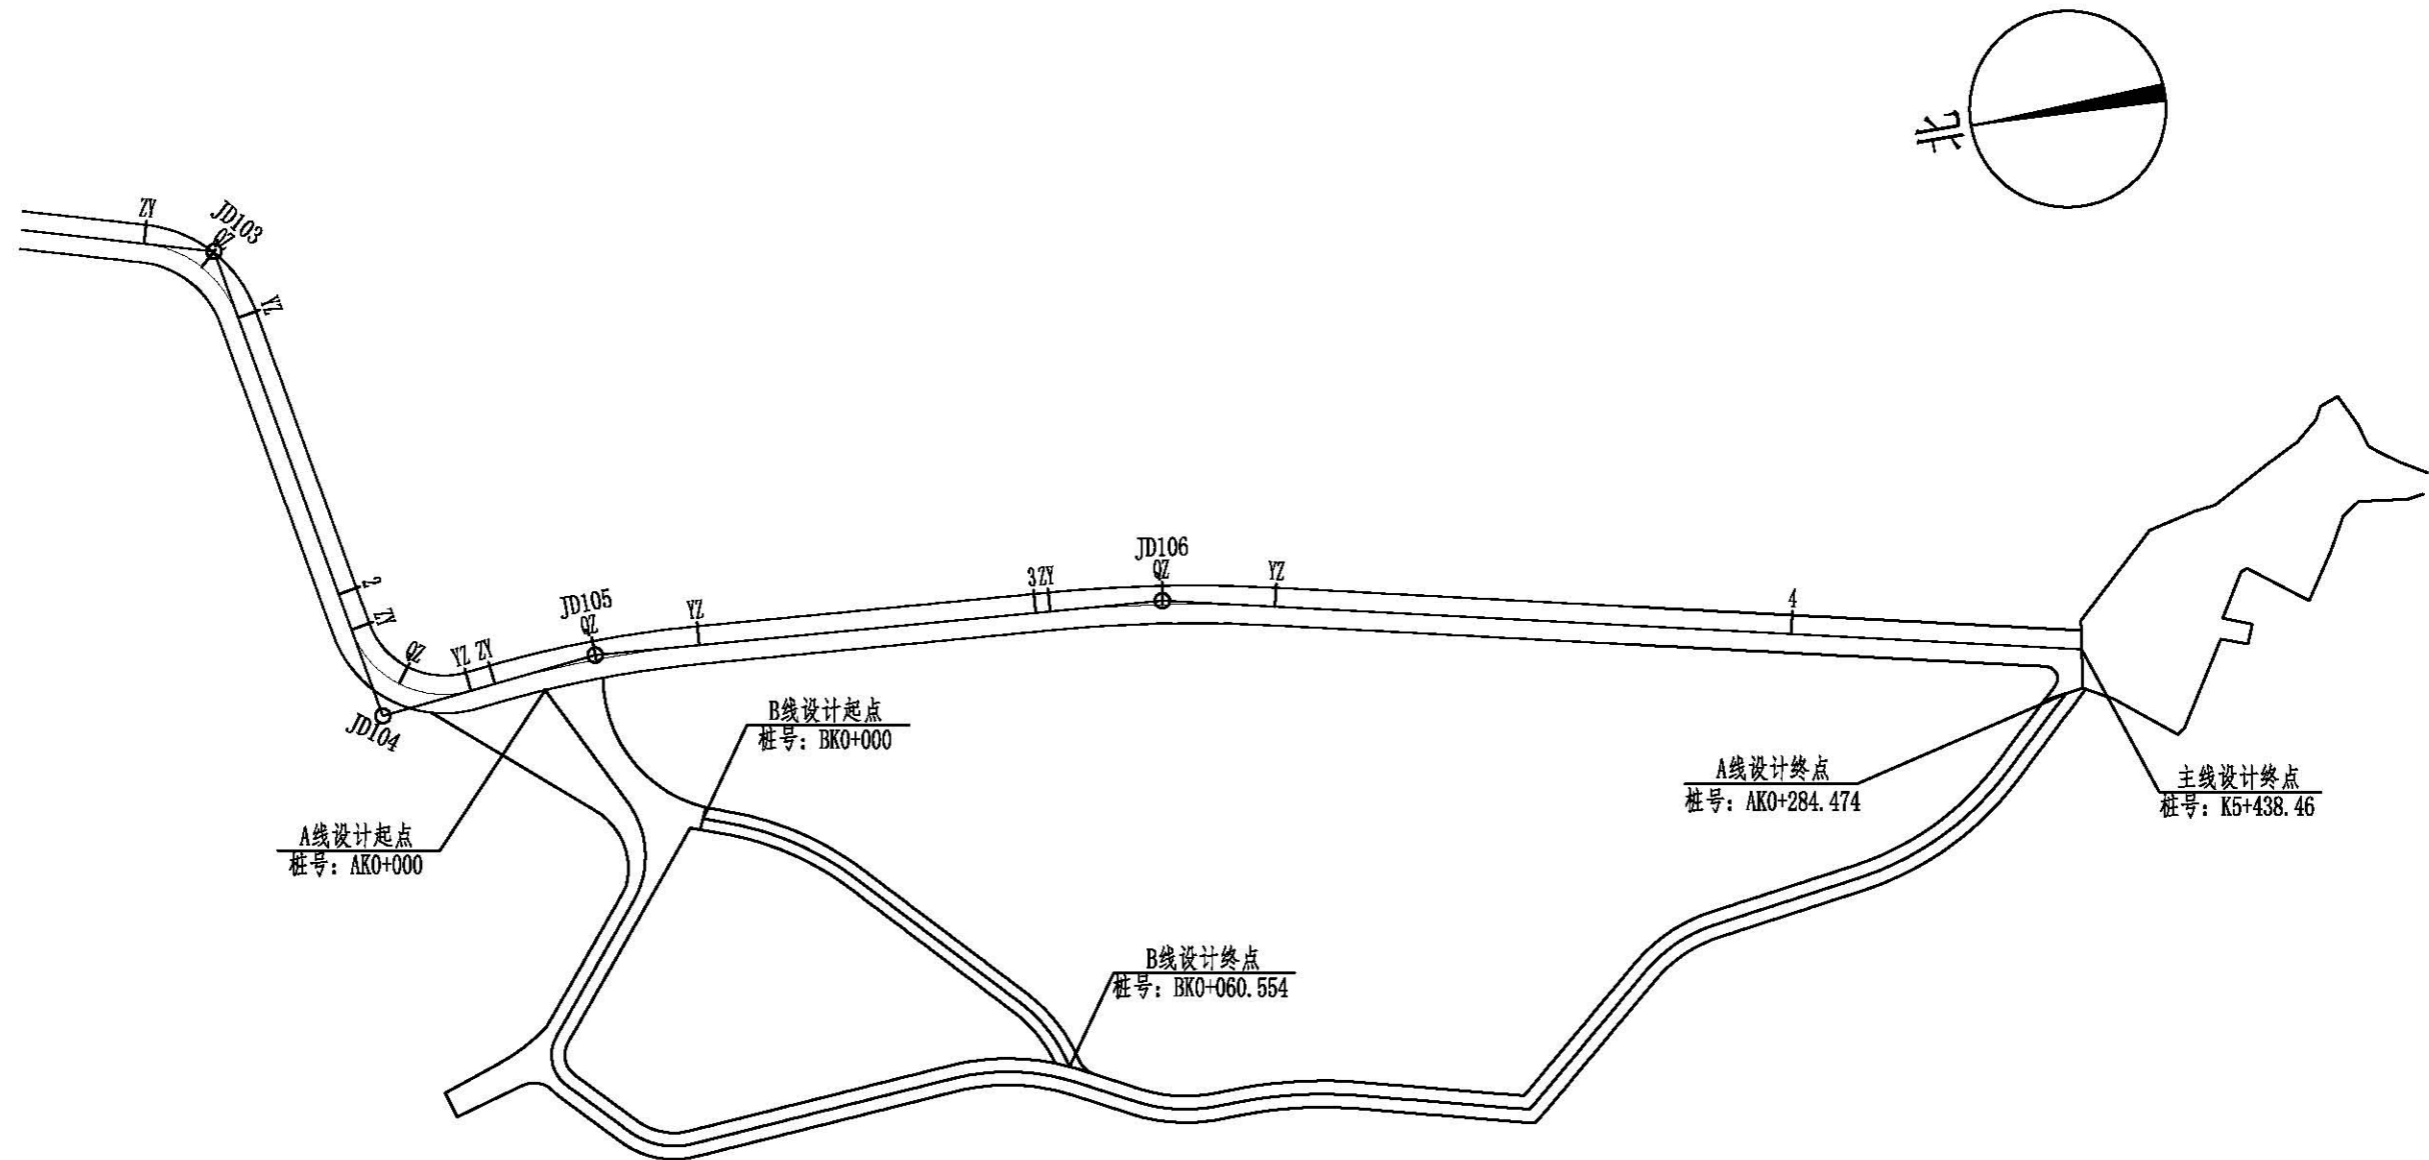 北
ZY
JD103
QZ
YZ
2
ZY
QZ
YZ
ZY
JD104
JD105
QZ
YZ
3
ZY
JD106
QZ
YZ
4
B线设计起点
桩号: BK0+000
A线设计起点
桩号: AK0+000
A线设计终点
桩号: AK0+284.474
主线设计终点
桩号: K5+438.46
B线设计终点
桩号: BK0+060.554